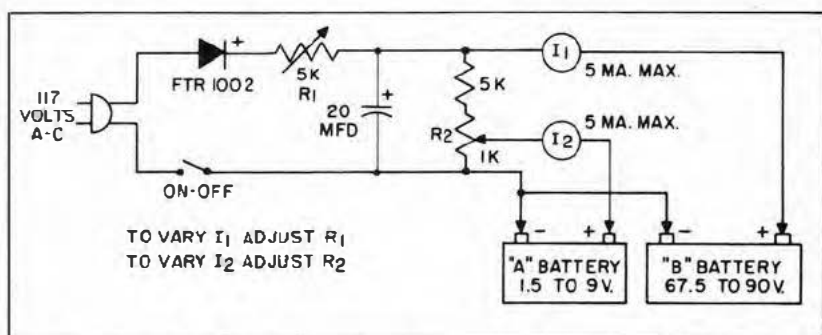 117
VOLTS
A-C
FTR 1002
+
5K
R1
+
20
MFD
5K
R2
1K
I1
5 MA. MAX.
I2
5 MA. MAX.
ON-OFF
TO VARY I1 ADJUST R1
TO VARY I2 ADJUST R2
- +
"A" BATTERY
1.5 TO 9V.
- +
"B" BATTERY
67.5 TO 90V.